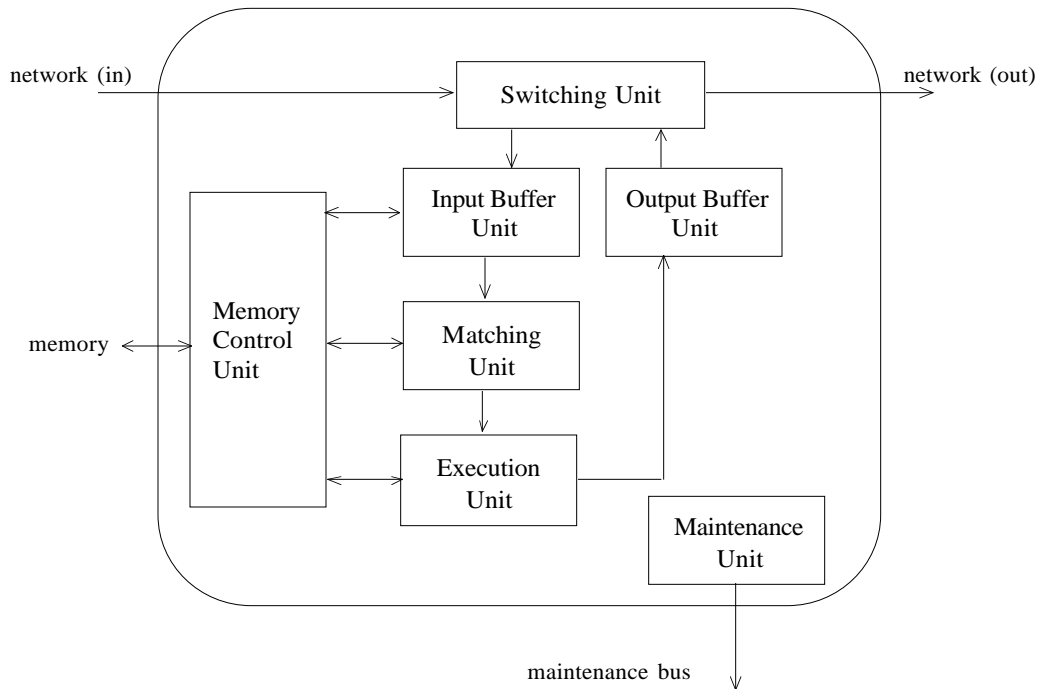 network (in)
network (out)
Switching Unit
Input Buffer
Unit
Output Buffer
Unit
Memory
Control
Unit
memory
Matching
Unit
Execution
Unit
Maintenance
Unit
maintenance bus